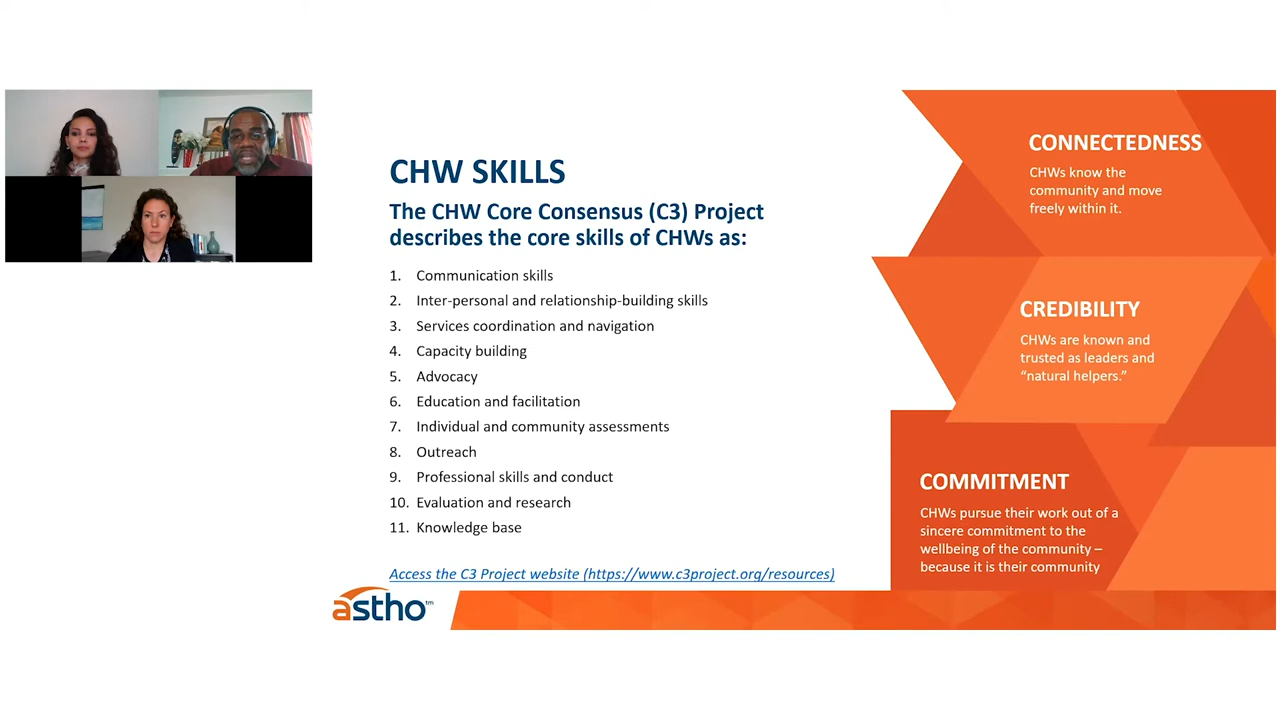 CHW SKILLS
The CHW Core Consensus (C3) Project
describes the core skills of CHWs as:
1. Communication skills
2. Inter-personal and relationship-building skills
3. Services coordination and navigation
4. Capacity building
5. Advocacy
6. Education and facilitation
7. Individual and community assessments
8. Outreach
9. Professional skills and conduct
10. Evaluation and research
11. Knowledge base
Access the C3 Project website (https://www.c3project.org/resources)
astho™
CONNECTEDNESS
CHWs know the
community and move
freely within it.
CREDIBILITY
CHWs are known and
trusted as leaders and
“natural helpers.”
COMMITMENT
CHWs pursue their work out of a
sincere commitment to the
wellbeing of the community –
because it is their community